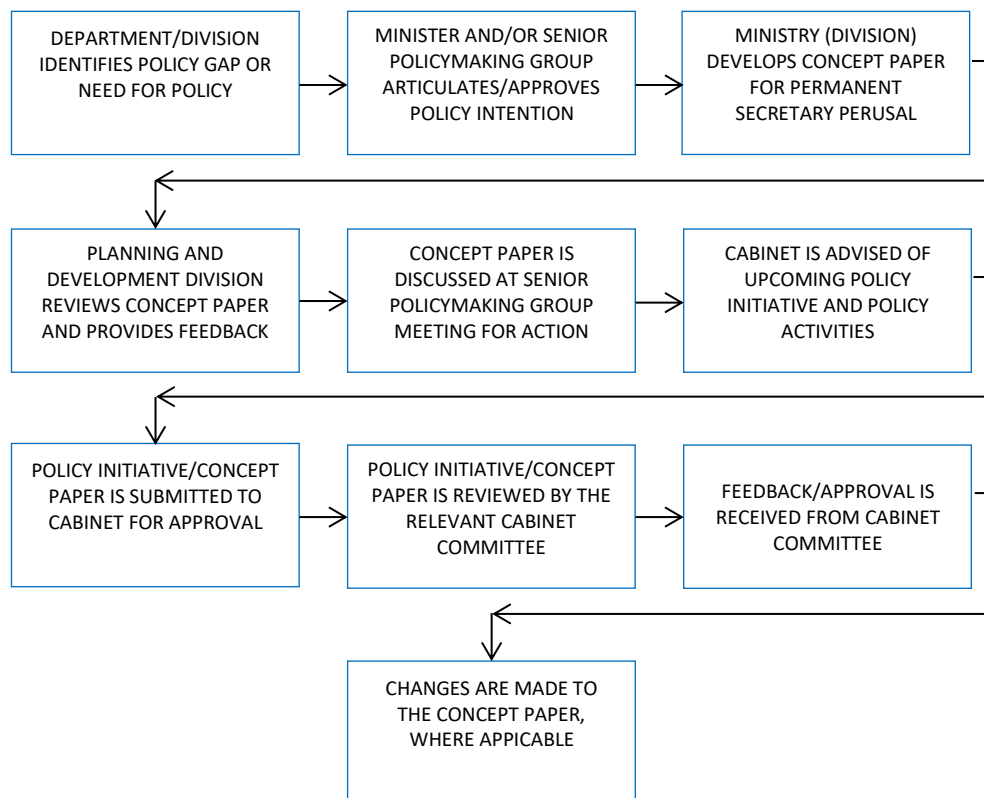 DEPARTMENT/DIVISION
IDENTIFIES POLICY GAP OR
NEED FOR POLICY
MINISTER AND/OR SENIOR
POLICYMAKING GROUP
ARTICULATES/APPROVES
POLICY INTENTION
MINISTRY (DIVISION)
DEVELOPS CONCEPT PAPER
FOR PERMANENT
SECRETARY PERUSAL
PLANNING AND
DEVELOPMENT DIVISION
REVIEWS CONCEPT PAPER
AND PROVIDES FEEDBACK
CONCEPT PAPER IS
DISCUSSED AT SENIOR
POLICYMAKING GROUP
MEETING FOR ACTION
CABINET IS ADVISED OF
UPCOMING POLICY
INITIATIVE AND POLICY
ACTIVITIES
POLICY INITIATIVE/CONCEPT
PAPER IS SUBMITTED TO
CABINET FOR APPROVAL
POLICY INITIATIVE/CONCEPT
PAPER IS REVIEWED BY THE
RELEVANT CABINET
COMMITTEE
FEEDBACK/APPROVAL IS
RECEIVED FROM CABINET
COMMITTEE
CHANGES ARE MADE TO
THE CONCEPT PAPER,
WHERE APPICABLE